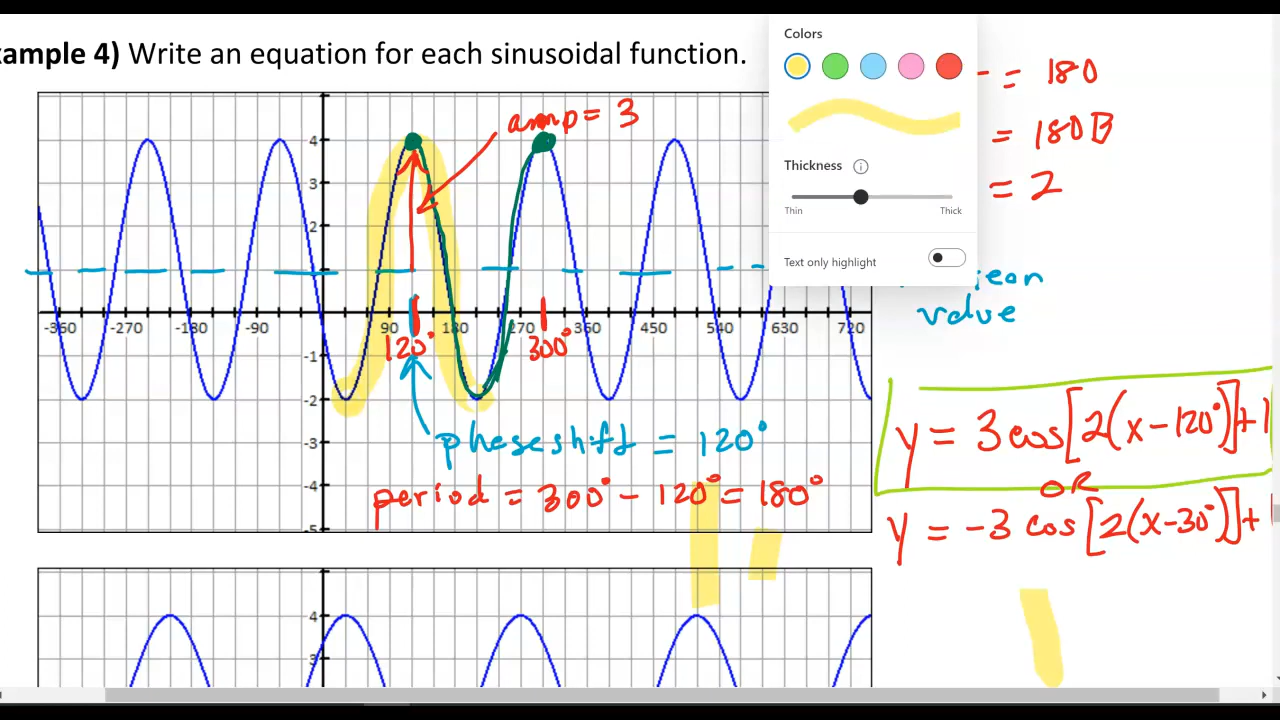 ample 4) Write an equation for each sinusoidal function.
Colors
Thickness
Thin Thick
Text only highlight
= 180
= 180B
= 2
value
amp = 3
4
3
2
-1
-2
-3
-4
-5
-360 -270 -180 -90 90 180 270 360 450 540 630 720
120° 300°
phase shift = 120°
period = 300° - 120° = 180°
y = 3 cos[2(x-120°)]+1
OR
y = -3 cos[2(x-30°)]+
4
3